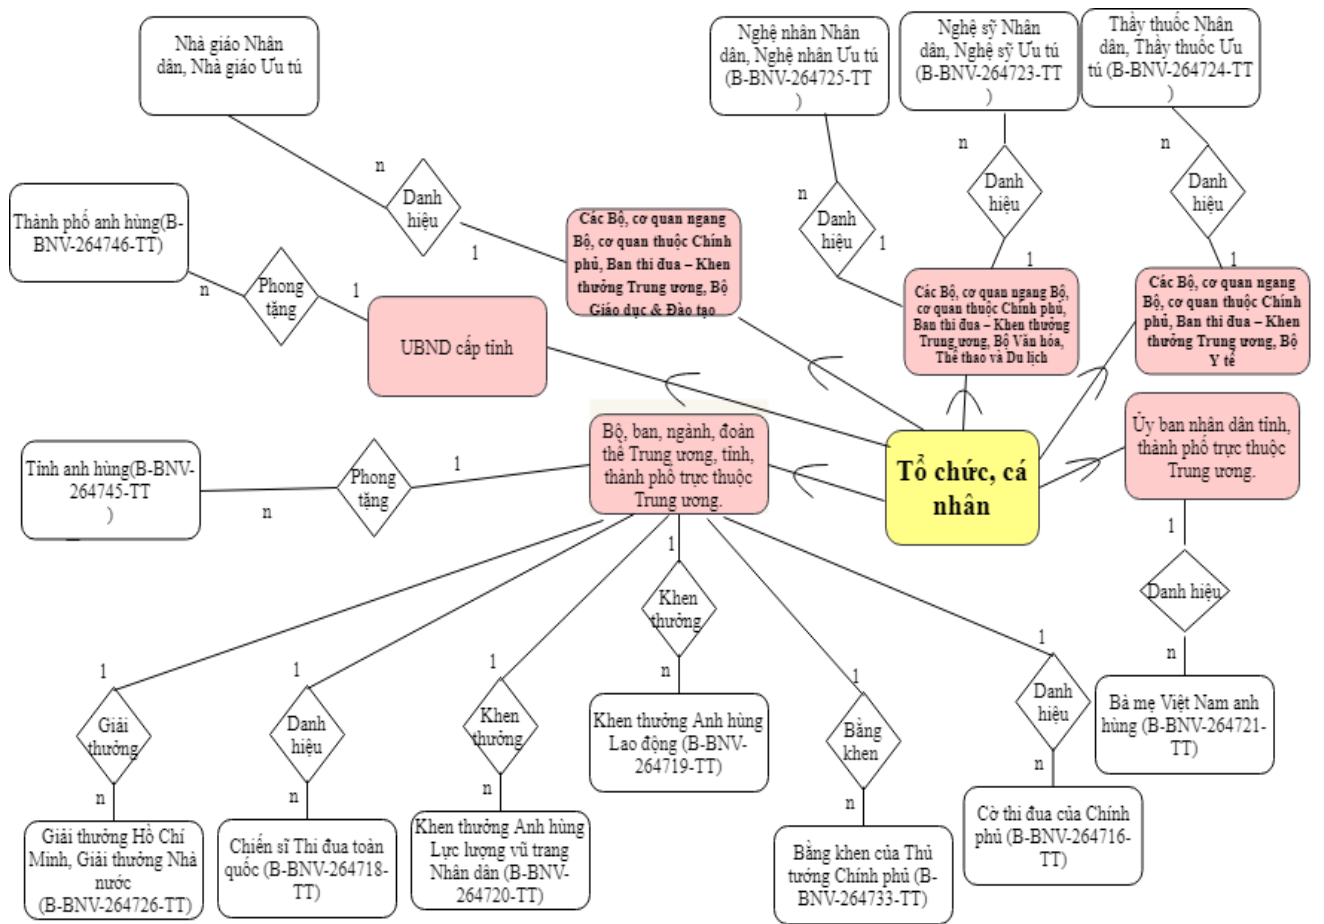 Nhà giáo Nhân
dân, Nhà giáo Ưu tú
Nghệ nhân Nhân
dân, Nghệ nhân Ưu tú
(B-BNV-264725-TT
)
Nghệ sỹ Nhân
dân, Nghệ sỹ Ưu tú
(B-BNV-264723-TT
)
Thầy thuốc Nhân
dân, Thầy thuốc Ưu
tú (B-BNV-264724-TT
)
n
Danh
hiệu
1
n
Danh
hiệu
1
n
Danh
hiệu
1
n
Danh
hiệu
1
Thành phố anh hùng(B-
BNV-264746-TT)
n
Phong
tặng
1
UBND cấp tỉnh
Các Bộ, cơ quan ngang
Bộ, cơ quan thuộc Chính
phủ, Ban thi đua – Khen
thưởng Trung ương, Bộ
Giáo dục & Đào tạo
Các Bộ, cơ quan ngang Bộ,
cơ quan thuộc Chính phủ,
Ban thi đua – Khen thưởng
Trung ương, Bộ Văn hóa,
Thể thao và Du lịch
Các Bộ, cơ quan ngang
Bộ, cơ quan thuộc Chính
phủ, Ban thi đua – Khen
thưởng Trung ương, Bộ
Y tế
Tỉnh anh hùng(B-BNV-
264745-TT
)
n
Phong
tặng
1
Bộ, ban, ngành, đoàn
thể Trung ương, tỉnh,
thành phố trực thuộc
Trung ương.
Tổ chức, cá
nhân
Ủy ban nhân dân tỉnh,
thành phố trực thuộc
Trung ương.
1
Danh hiệu
n
Bà mẹ Việt Nam anh
hùng (B-BNV-264721-
TT)
1
Giải
thưởng
n
Giải thưởng Hồ Chí
Minh, Giải thưởng Nhà
nước
(B-BNV-264726-TT)
1
Danh
hiệu
n
Chiến sĩ Thi đua toàn
quốc (B-BNV-264718-
TT)
1
Khen
thưởng
n
Khen thưởng Anh hùng
Lực lượng vũ trang
Nhân dân (B-BNV-
264720-TT)
1
Khen
thưởng
n
Khen thưởng Anh hùng
Lao động (B-BNV-
264719-TT)
1
Bằng
khen
n
Bằng khen của Thủ
tướng Chính phủ (B-
BNV-264733-TT)
1
Danh
hiệu
n
Cờ thi đua của Chính
phủ (B-BNV-264716-
TT)